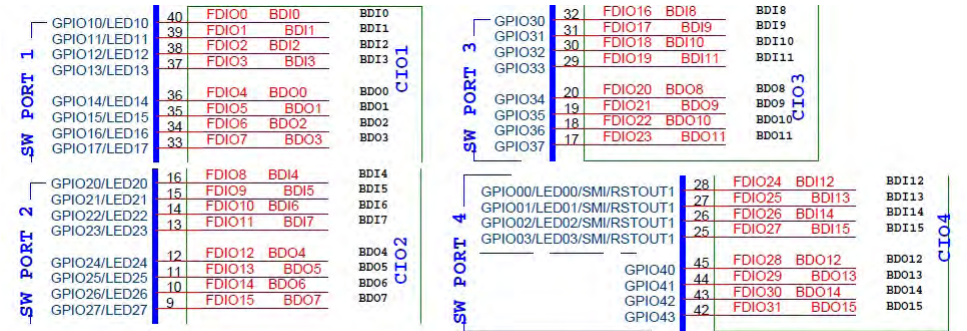 GPIO10/LED10 40 FDIO0 BDI0 BDI0
GPIO11/LED11 39 FDIO1 BDI1 BDI1
GPIO12/LED12 38 FDIO2 BDI2 BDI2
GPIO13/LED13 37 FDIO3 BDI3 BDI3
GPIO14/LED14 36 FDIO4 BDO0 BDO0
GPIO15/LED15 35 FDIO5 BDO1 BDO1
GPIO16/LED16 34 FDIO6 BDO2 BDO2
GPIO17/LED17 33 FDIO7 BDO3 BDO3
SW PORT 1
CIO1
GPIO20/LED20 16 FDIO8 BDI4 BDI4
GPIO21/LED21 15 FDIO9 BDI5 BDI5
GPIO22/LED22 14 FDIO10 BDI6 BDI6
GPIO23/LED23 13 FDIO11 BDI7 BDI7
GPIO24/LED24 12 FDIO12 BDO4 BDO4
GPIO25/LED25 11 FDIO13 BDO5 BDO5
GPIO26/LED26 10 FDIO14 BDO6 BDO6
GPIO27/LED27 9 FDIO15 BDO7 BDO7
SW PORT 2
CIO2
GPIO30 32 FDIO16 BDI8 BDI8
GPIO31 31 FDIO17 BDI9 BDI9
GPIO32 30 FDIO18 BDI10 BDI10
GPIO33 29 FDIO19 BDI11 BDI11
GPIO34 20 FDIO20 BDO8 BDO8
GPIO35 19 FDIO21 BDO9 BDO9
GPIO36 18 FDIO22 BDO10 BDO10
GPIO37 17 FDIO23 BDO11 BDO11
SW PORT 3
CIO3
GPIO00/LED00/SMI/RSTOUT1 28 FDIO24 BDI12 BDI12
GPIO01/LED01/SMI/RSTOUT1 27 FDIO25 BDI13 BDI13
GPIO02/LED02/SMI/RSTOUT1 26 FDIO26 BDI14 BDI14
GPIO03/LED03/SMI/RSTOUT1 25 FDIO27 BDI15 BDI15
GPIO40 45 FDIO28 BDO12 BDO12
GPIO41 44 FDIO29 BDO13 BDO13
GPIO42 43 FDIO30 BDO14 BDO14
GPIO43 42 FDIO31 BDO15 BDO15
SW PORT 4
CIO4